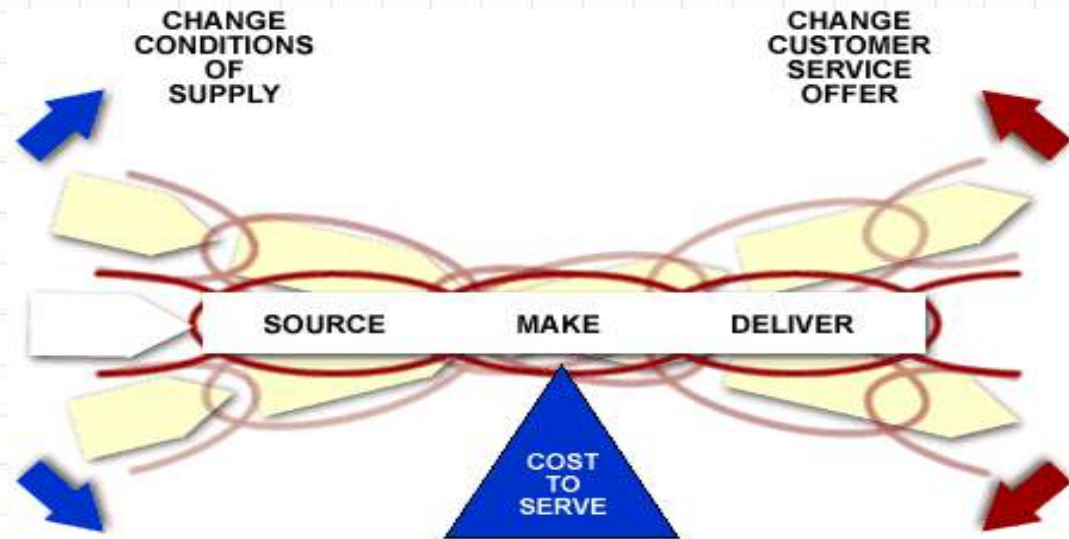 CHANGE
CONDITIONS
OF
SUPPLY
CHANGE
CUSTOMER
SERVICE
OFFER
SOURCE MAKE DELIVER
COST
TO
SERVE